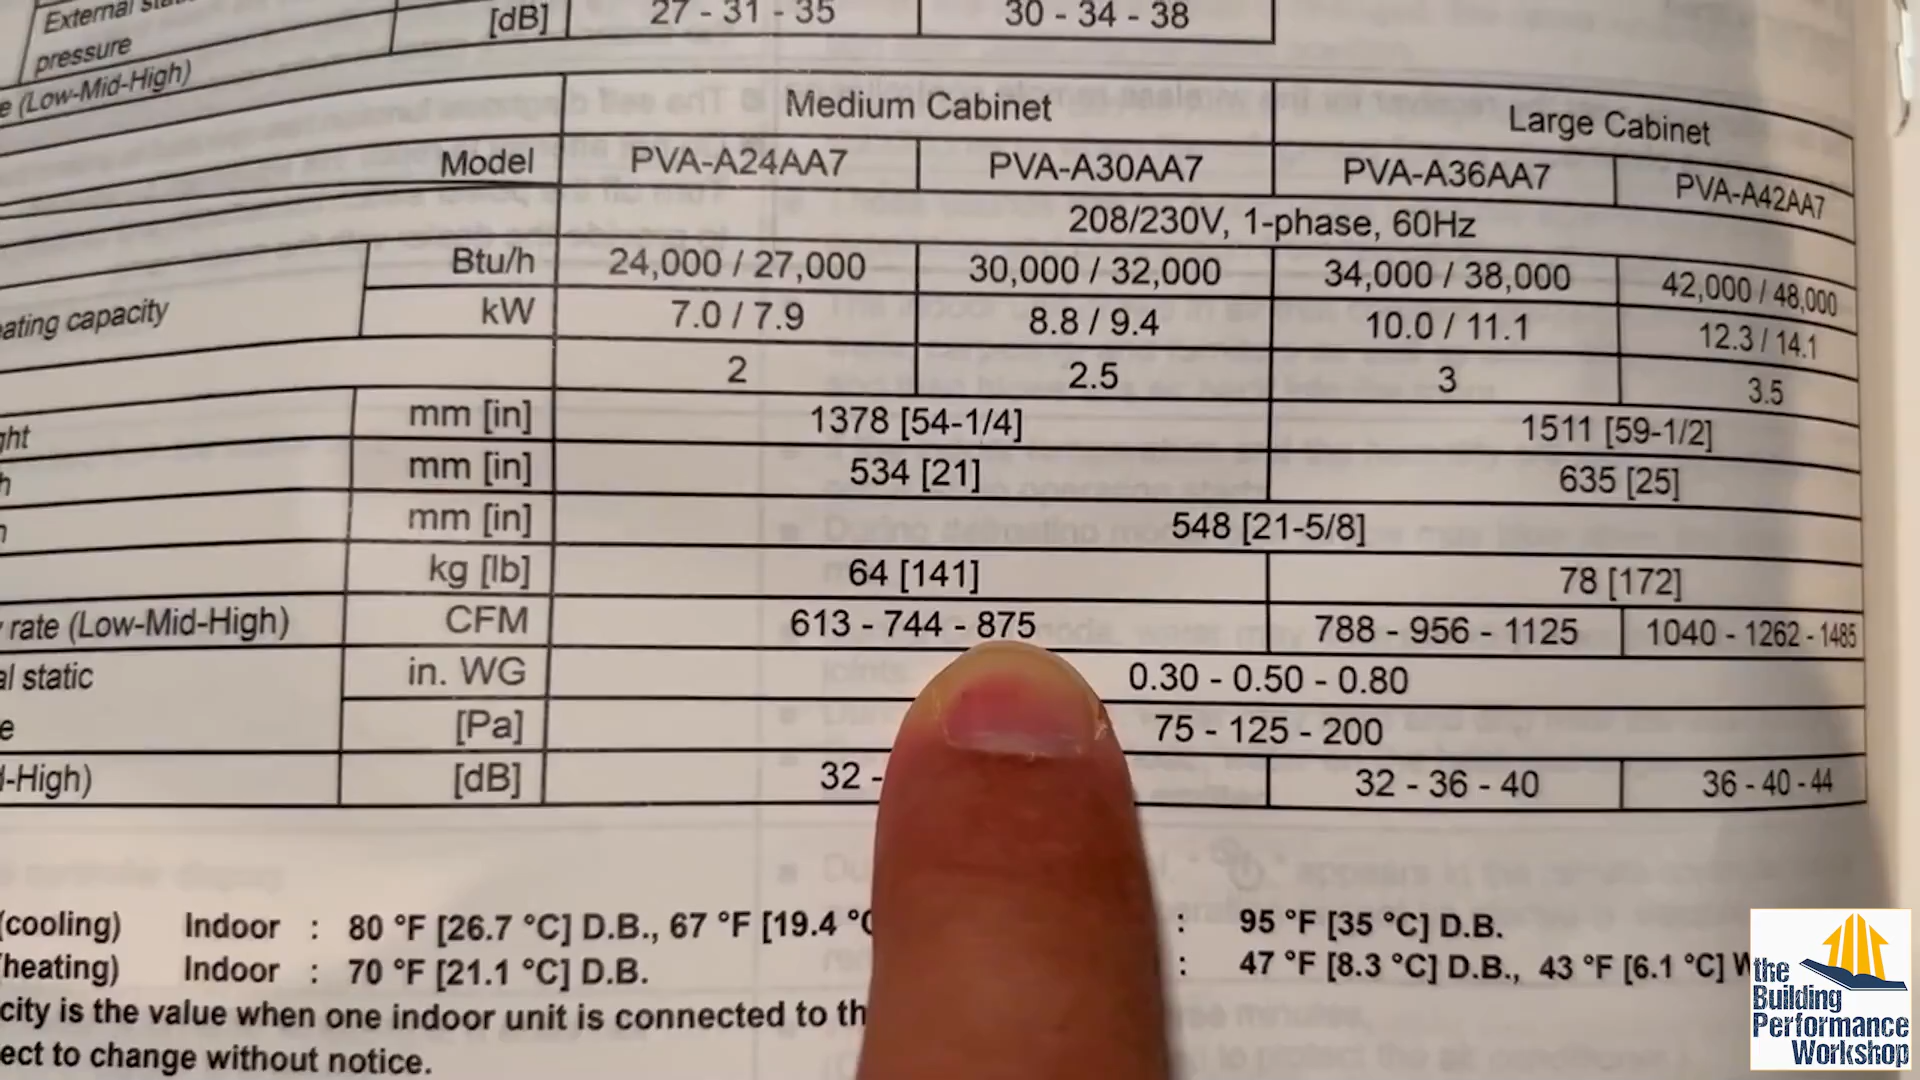 External
pressure
[dB] 27 - 31 - 35 30 - 34 - 38
(Low-Mid-High)
Medium Cabinet Large Cabinet
Model PVA-A24AA7 PVA-A30AA7 PVA-A36AA7 PVA-A42AA7
208/230V, 1-phase, 60Hz
Btu/h 24,000 / 27,000 30,000 / 32,000 34,000 / 38,000 42,000 / 48,000
capacity kW 7.0 / 7.9 8.8 / 9.4 10.0 / 11.1 12.3 / 14.1
2 2.5 3 3.5
mm [in] 1378 [54-1/4] 1511 [59-1/2]
mm [in] 534 [21] 635 [25]
mm [in] 548 [21-5/8]
kg [lb] 64 [141] 78 [172]
rate (Low-Mid-High) CFM 613 - 744 - 875 788 - 956 - 1125 1040 - 1262 - 1485
static in. WG 0.30 - 0.50 - 0.80
[Pa] 75 - 125 - 200
-High) [dB] 32 - 32 - 36 - 40 36 - 40 - 44
(cooling) Indoor : 80 °F [26.7 °C] D.B., 67 °F [19.4 ° : 95 °F [35 °C] D.B.
heating) Indoor : 70 °F [21.1 °C] D.B. : 47 °F [8.3 °C] D.B., 43 °F [6.1 °C] W
city is the value when one indoor unit is connected to
ect to change without notice.
the
Building
Performance
Workshop